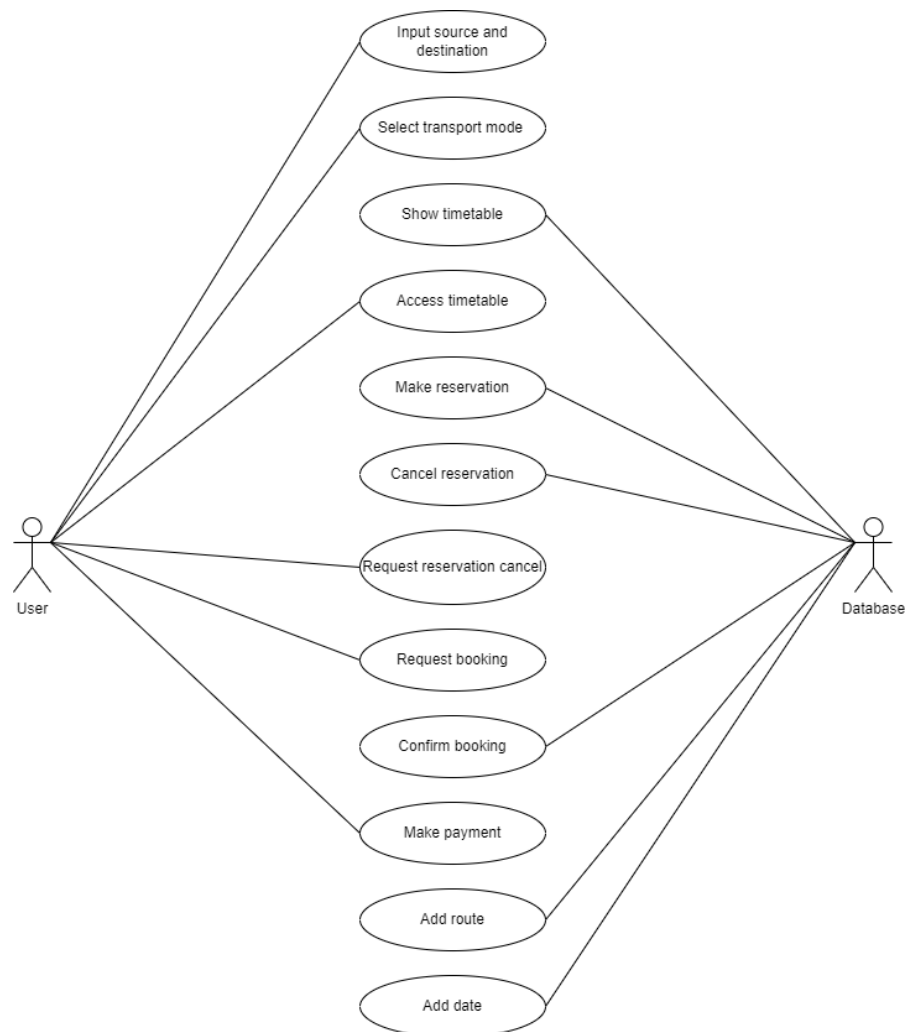 Input source and
destination
Select transport mode
Show timetable
Access timetable
Make reservation
Cancel reservation
Request reservation cancel
User
Database
Request booking
Confirm booking
Make payment
Add route
Add date